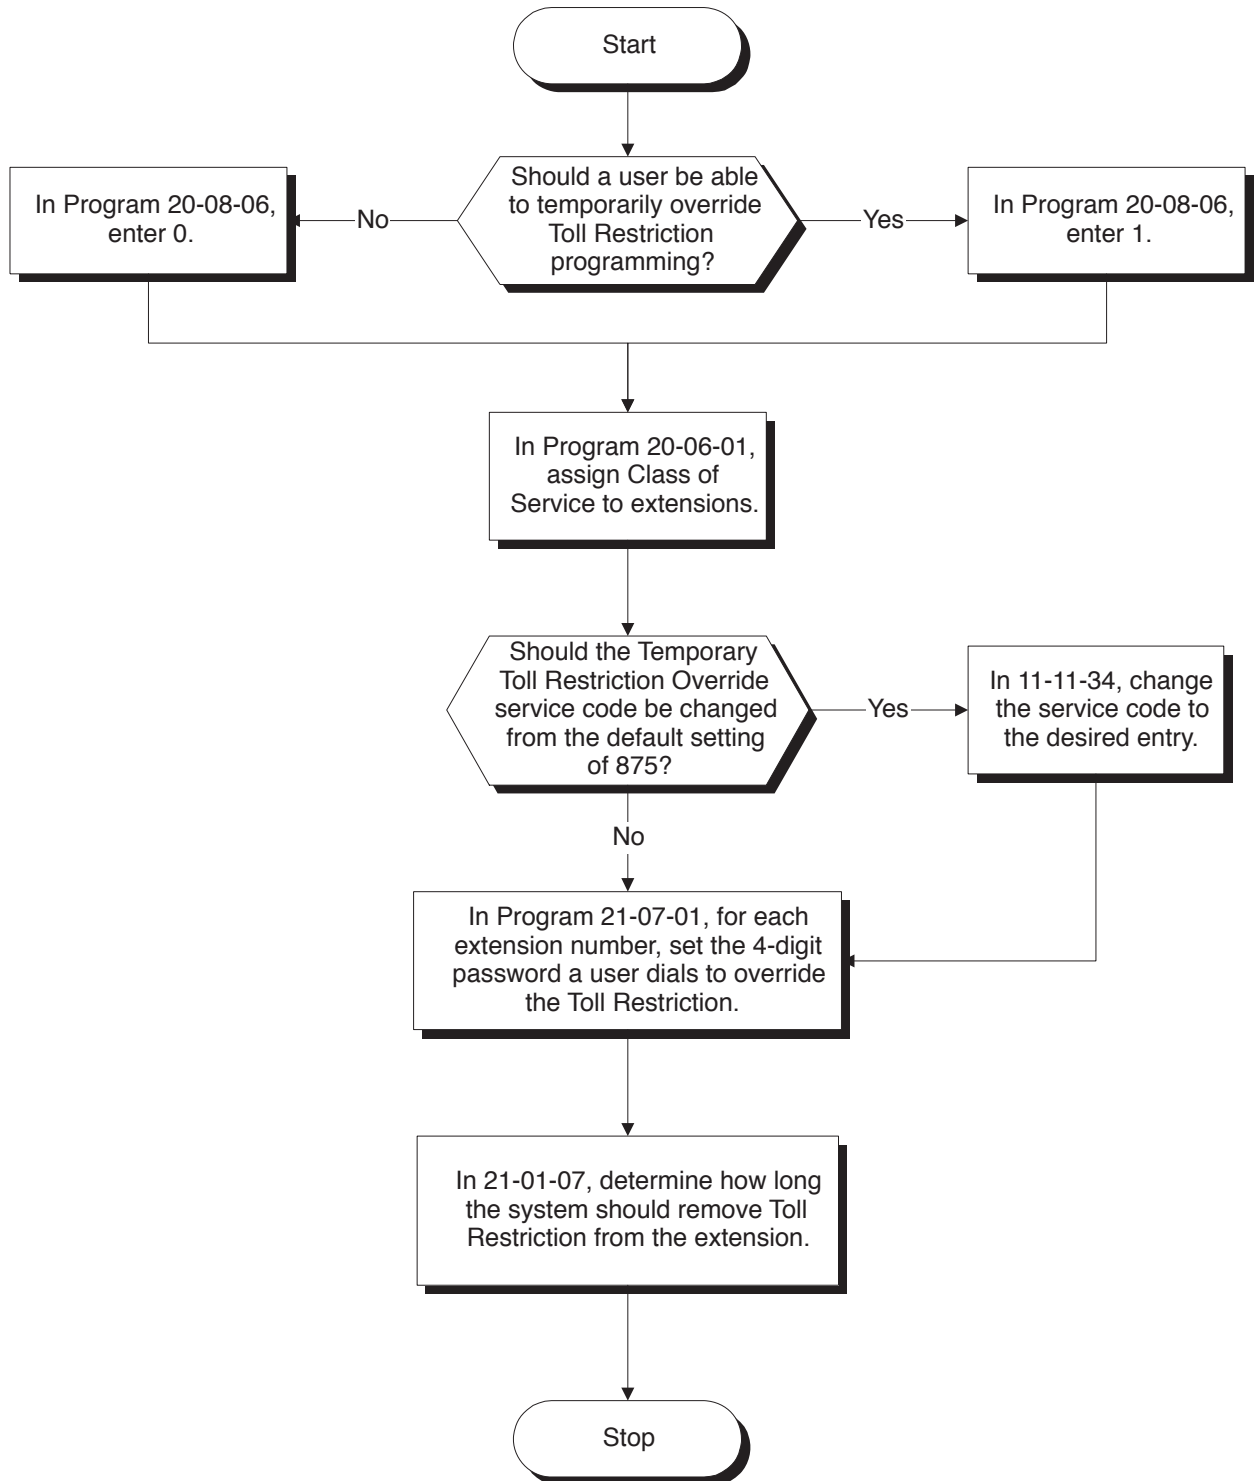 Start
Should a user be able
to temporarily override
Toll Restriction
programming?
No
Yes
In Program 20-08-06,
enter 0.
In Program 20-08-06,
enter 1.
In Program 20-06-01,
assign Class of
Service to extensions.
Should the Temporary
Toll Restriction Override
service code be changed
from the default setting
of 875?
Yes
In 11-11-34, change
the service code to
the desired entry.
No
In Program 21-07-01, for each
extension number, set the 4-digit
password a user dials to override
the Toll Restriction.
In 21-01-07, determine how long
the system should remove Toll
Restriction from the extension.
Stop